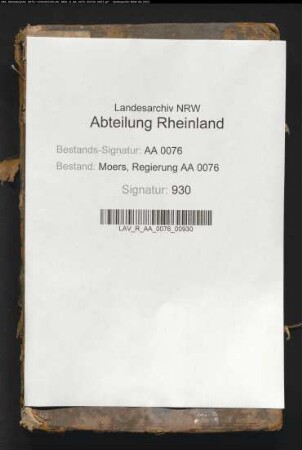 Landesarchiv NRW
Abteilung Rheinland
Bestands-Signatur: AA 0076
Bestand: Moers, Regierung AA 0076
Signatur: 930
LAV_R_AA_0076_00930